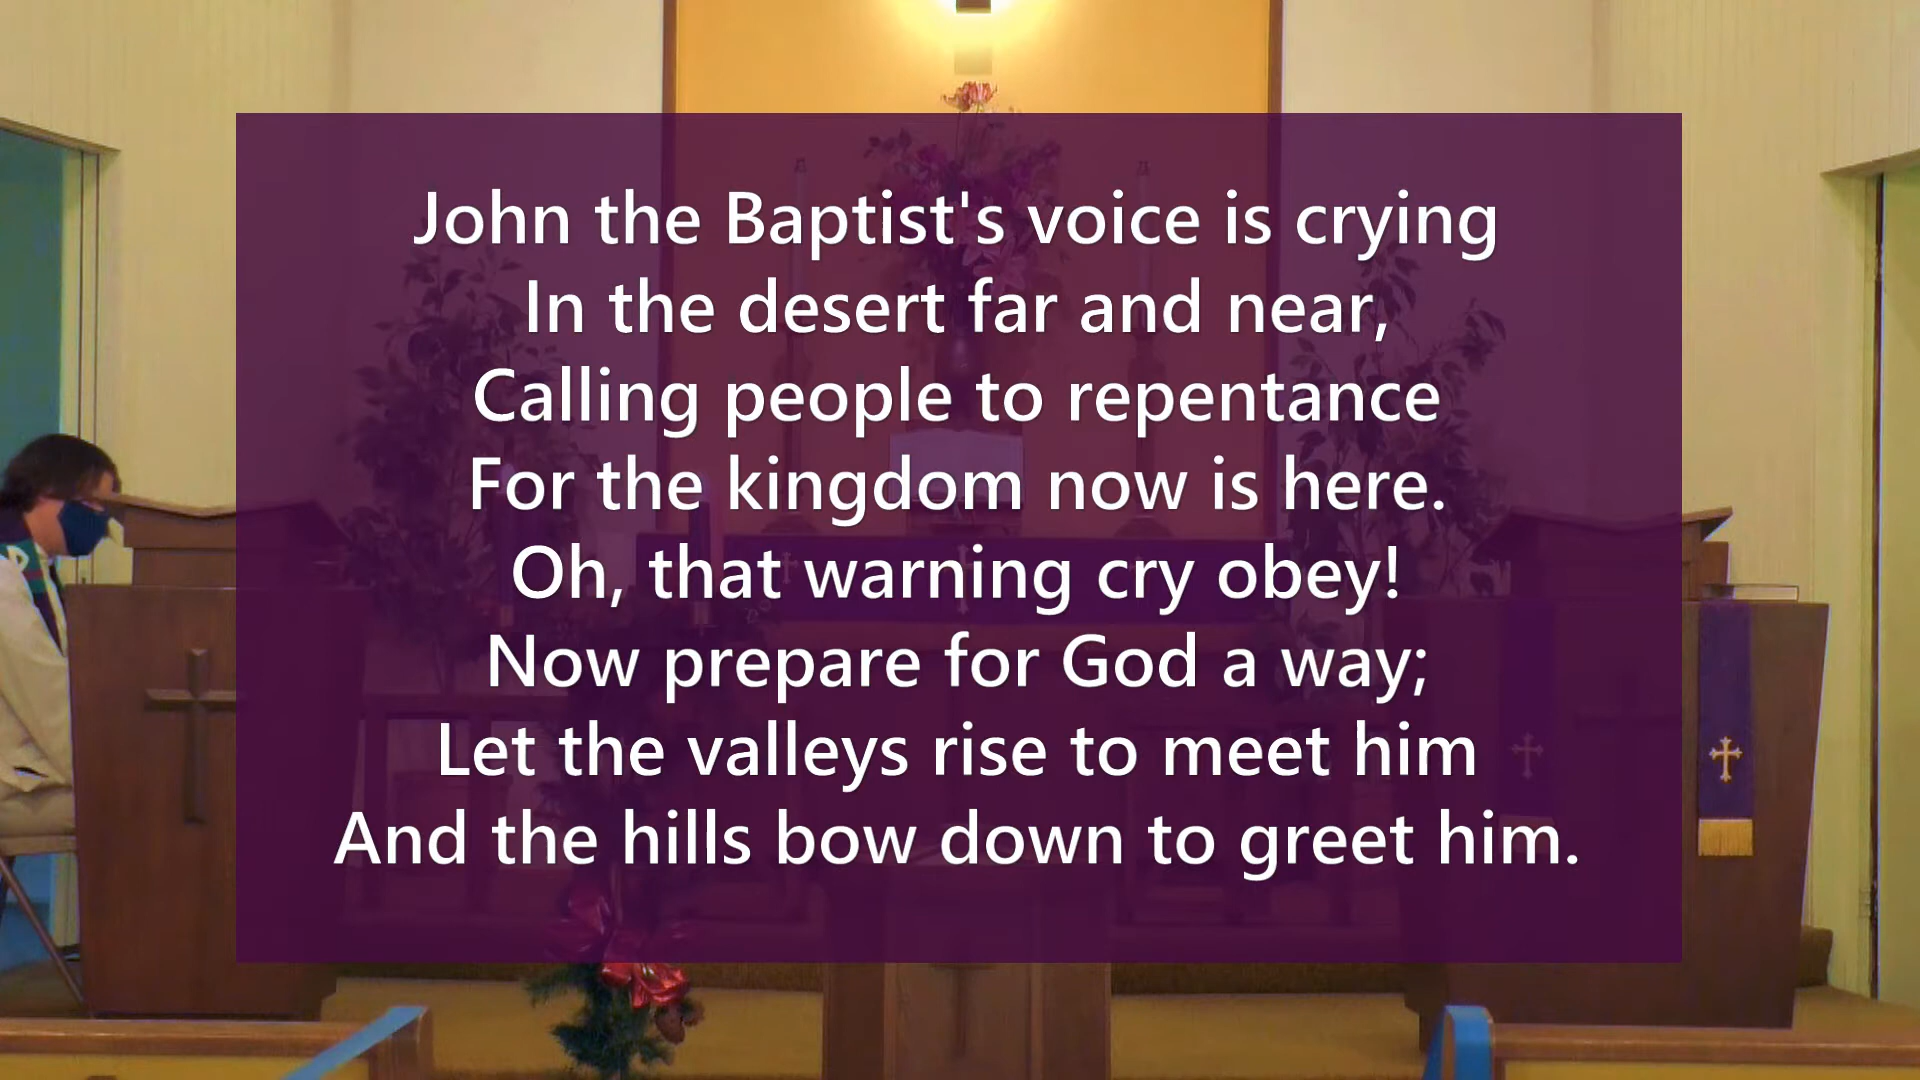 John the Baptist's voice is crying
In the desert far and near,
Calling people to repentance
For the kingdom now is here.
Oh, that warning cry obey!
Now prepare for God a way;
Let the valleys rise to meet him
And the hills bow down to greet him.